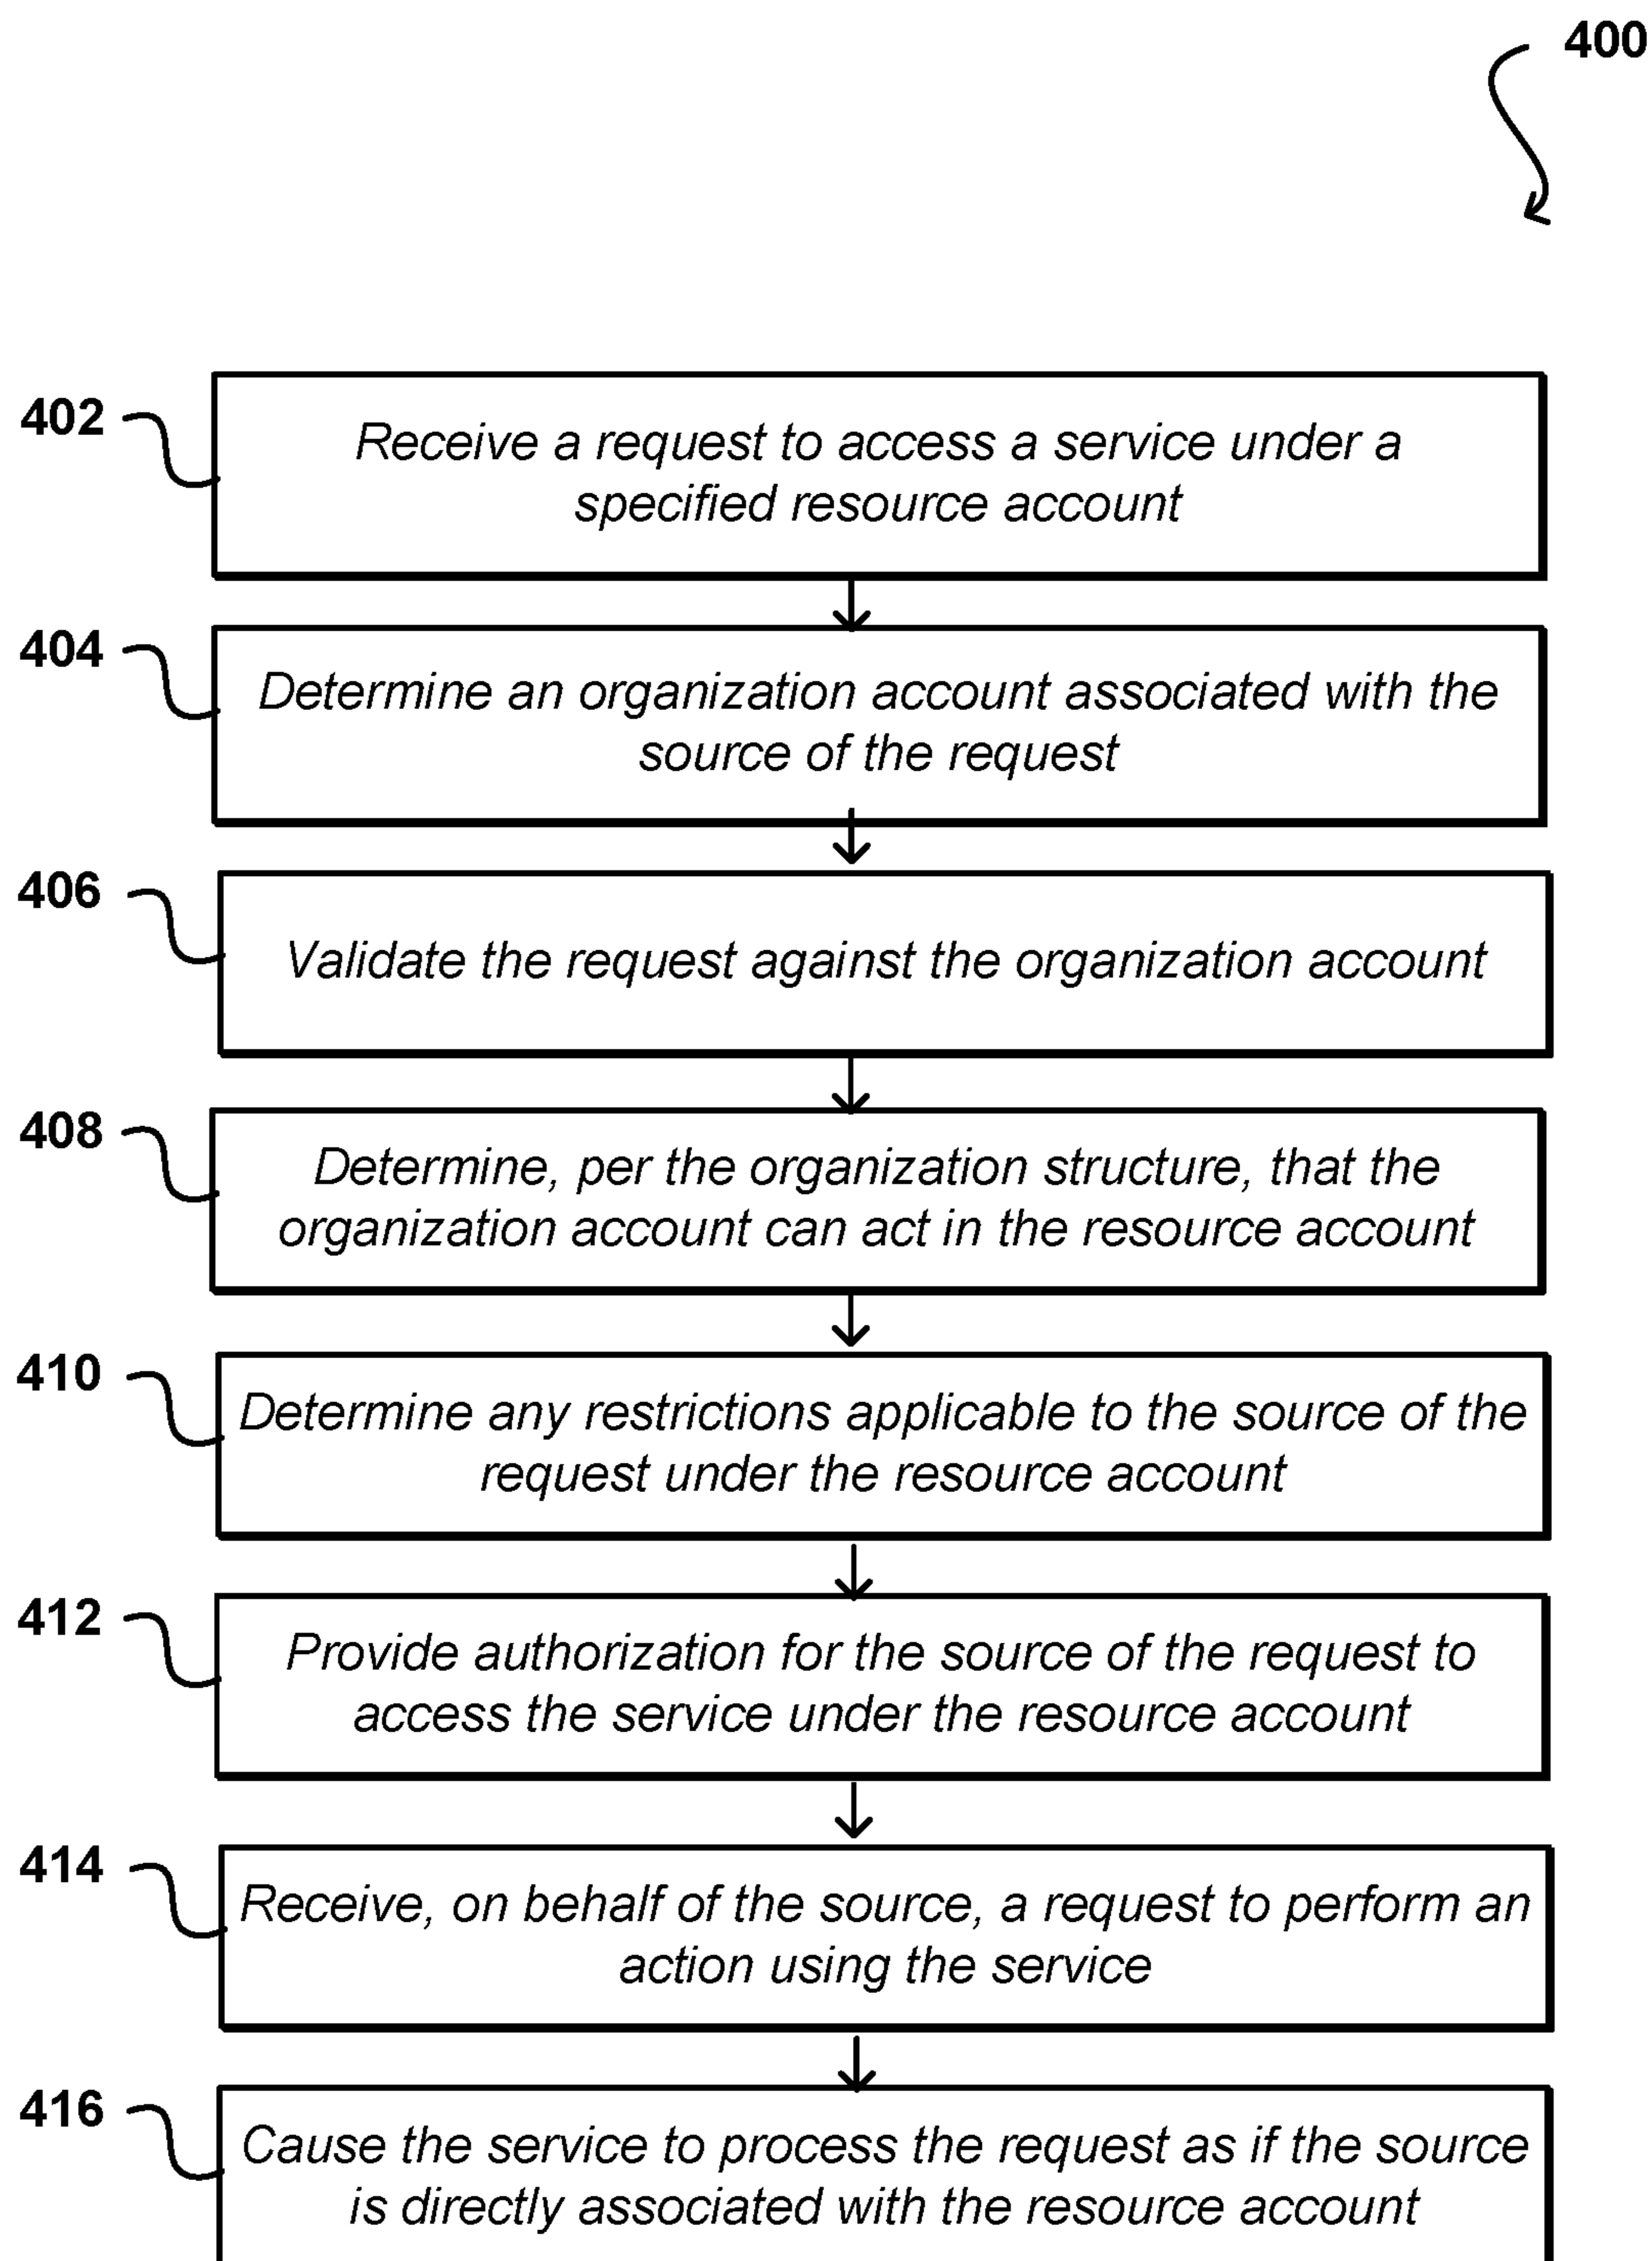 400
402
Receive a request to access a service under a
specified resource account
404
Determine an organization account associated with the
source of the request
406
Validate the request against the organization account
408
Determine, per the organization structure, that the
organization account can act in the resource account
410
Determine any restrictions applicable to the source of the
request under the resource account
412
Provide authorization for the source of the request to
access the service under the resource account
414
Receive, on behalf of the source, a request to perform an
action using the service
416
Cause the service to process the request as if the source
is directly associated with the resource account